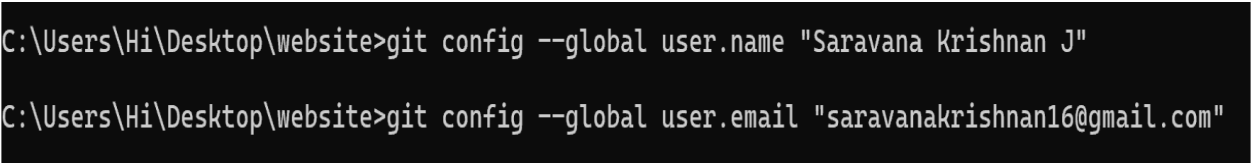 C:\Users\Hi\Desktop\website>git config --global user.name "Saravana Krishnan J"
C:\Users\Hi\Desktop\website>git config --global user.email "saravanakrishnan16@gmail.com"